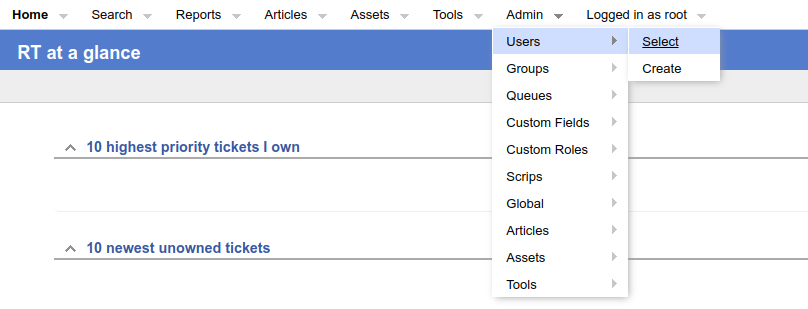 Home Search Reports Articles Assets Tools Admin Logged in as root
RT at a glance
Users Select
Groups Create
Queues
Custom Fields
10 highest priority tickets I own
Custom Roles
Scrips
Global
Articles
10 newest unowned tickets
Assets
Tools